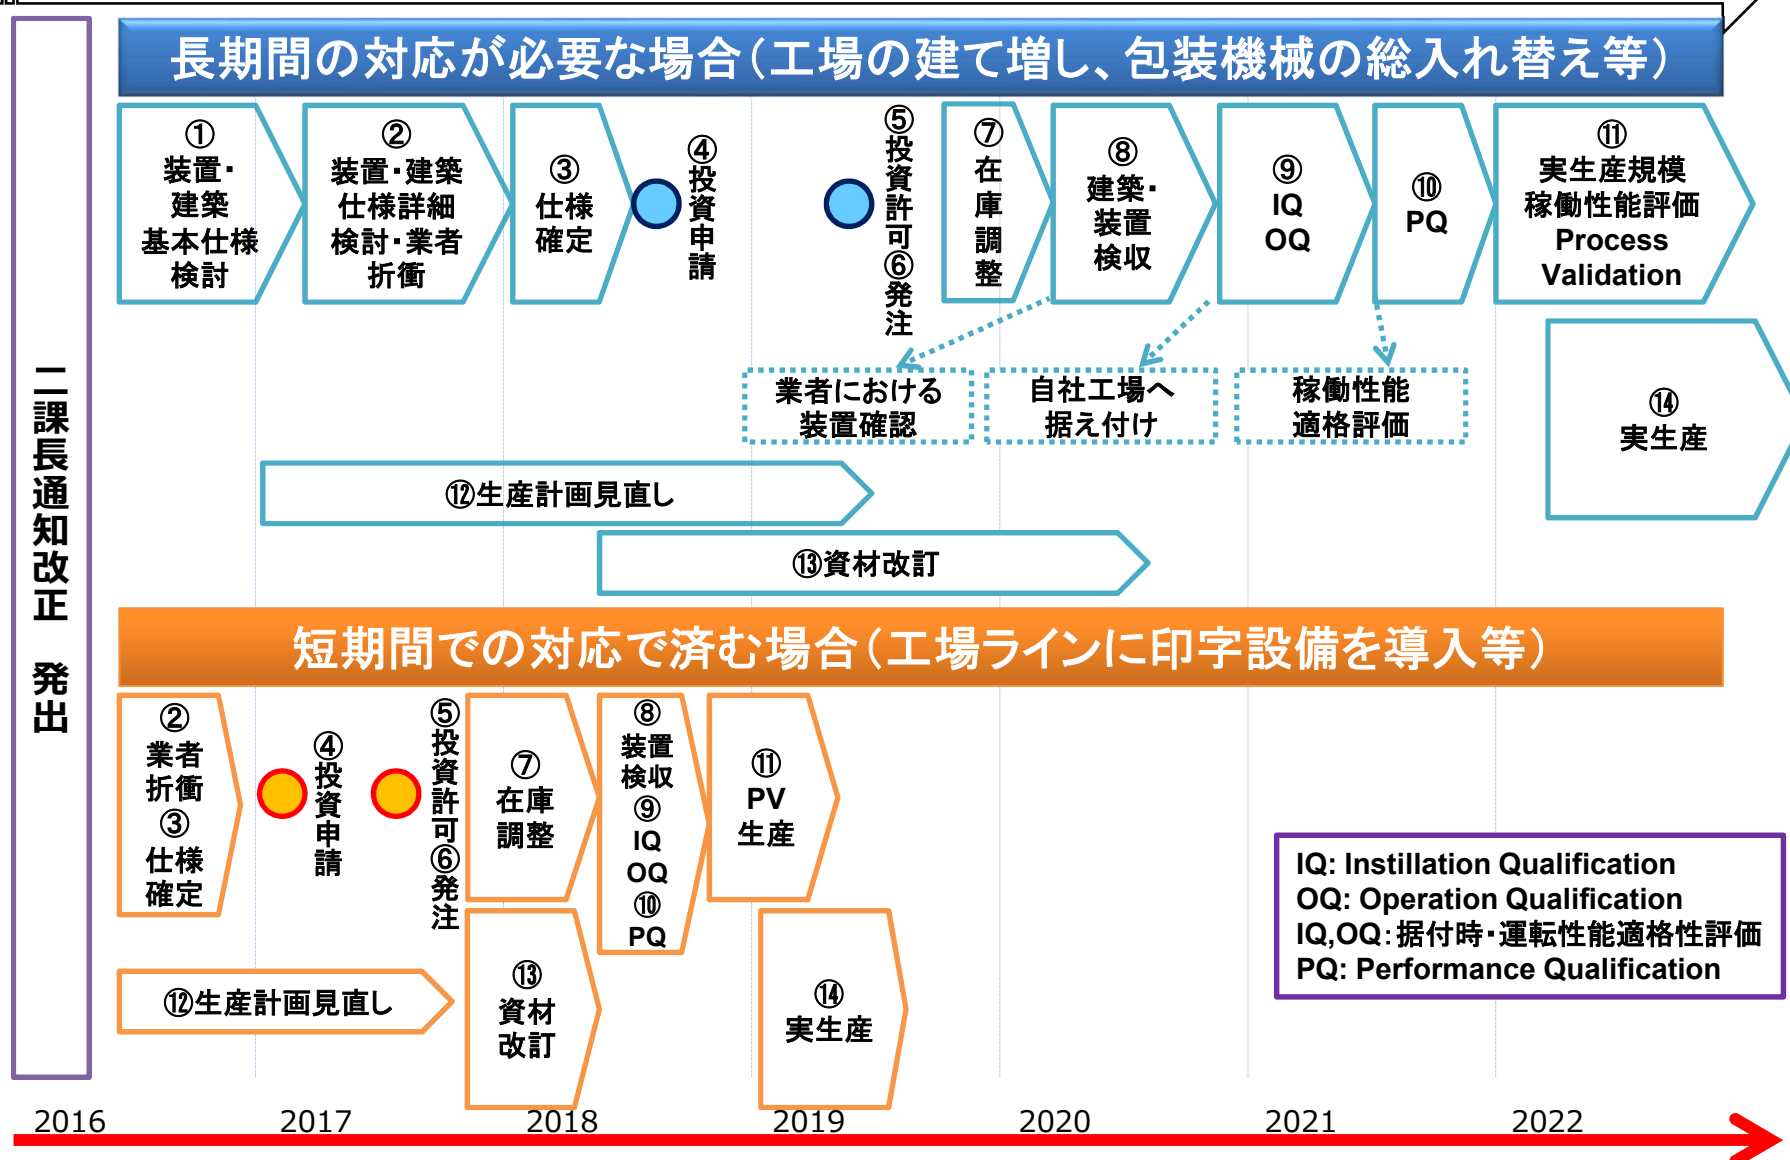 二課長通知改正　発出
長期間の対応が必要な場合（工場の建て増し、包装機械の総入れ替え等）
①
装置・
建築
基本仕様
検討
②
装置・建築
仕様詳細
検討・業者
折衝
③
仕様
確定
④投資申請
⑤投資許可⑥発注
⑦
在庫調整
⑧
建築・
装置
検収
⑨
IQ
OQ
⑩
PQ
⑪
実生産規模
稼働性能評価
Process
Validation
業者における
装置確認
自社工場へ
据え付け
稼働性能
適格評価
⑭
実生産
⑫生産計画見直し
⑬資材改訂
短期間での対応で済む場合（工場ラインに印字設備を導入等）
②
業者
折衝
③
仕様
確定
④投資申請
⑤投資許可⑥発注
⑦
在庫
調整
⑧
装置
検収
⑨
IQ
OQ
⑩
PQ
⑪
PV
生産
⑫生産計画見直し
⑬
資材
改訂
⑭
実生産
IQ: Instillation Qualification
OQ: Operation Qualification
IQ,OQ：据付時・運転性能適格性評価
PQ: Performance Qualification
2016
2017
2018
2019
2020
2021
2022